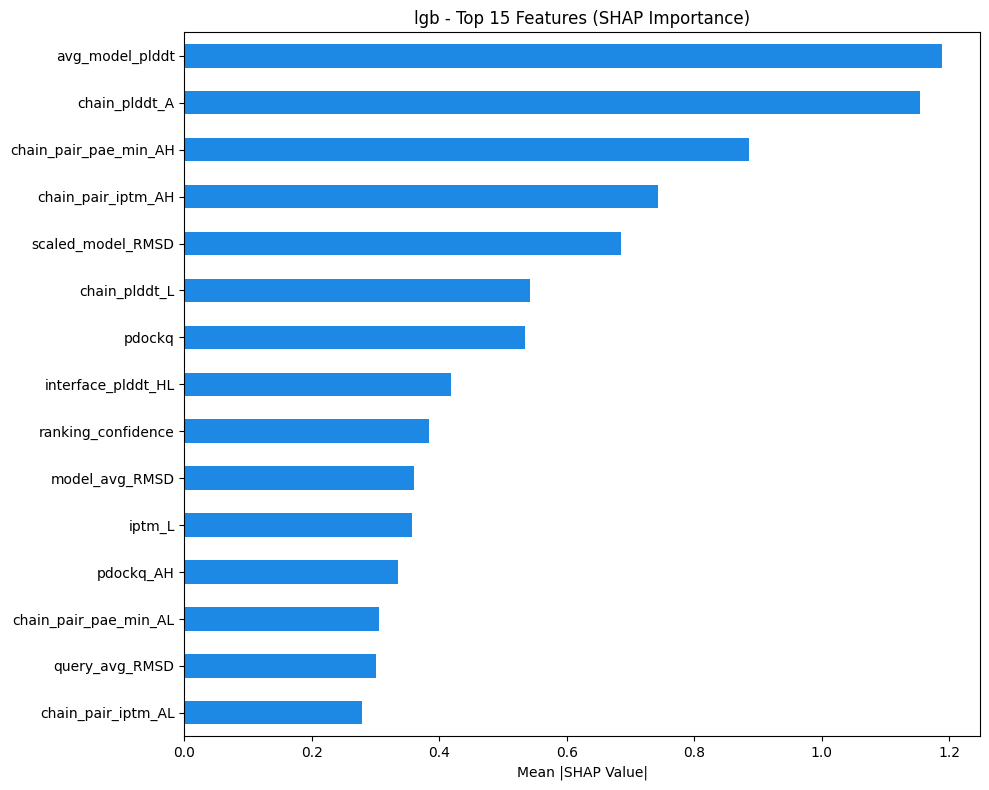 lgb - Top 15 Features (SHAP Importance)
avg_model_plddt
chain_plddt_A
chain_pair_pae_min_AH
chain_pair_iptm_AH
scaled_model_RMSD
chain_plddt_L
pdockq
interface_plddt_HL
ranking_confidence
model_avg_RMSD
iptm_L
pdockq_AH
chain_pair_pae_min_AL
query_avg_RMSD
chain_pair_iptm_AL
0.0 0.2 0.4 0.6 0.8 1.0 1.2
Mean |SHAP Value|